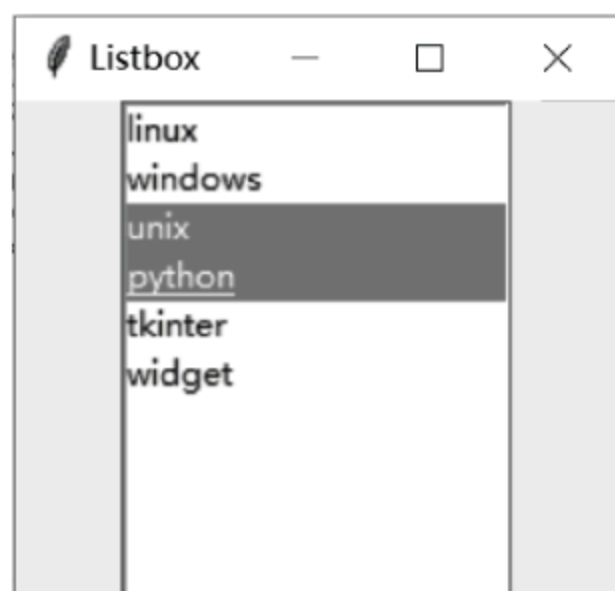 Listbox
linux
windows
unix
python
tkinter
widget